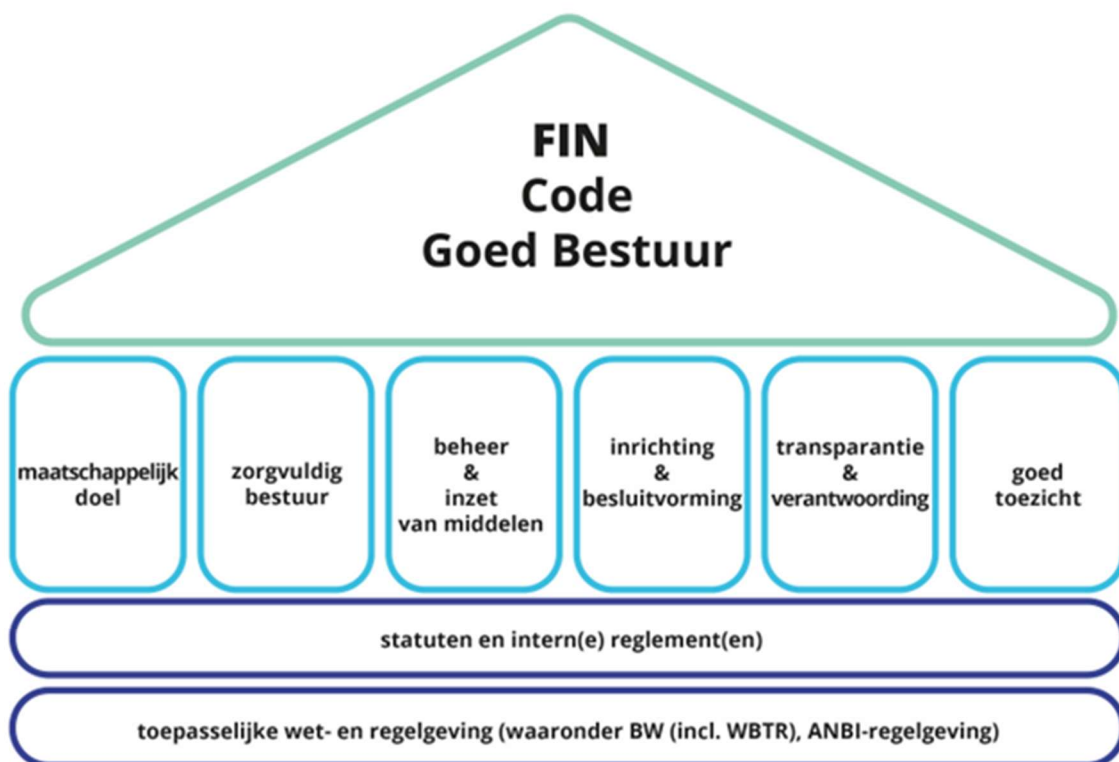 FIN
Code
Goed Bestuur
maatschappelijk
doel
zorgvuldig
bestuur
beheer
&
inzet
van middelen
inrichting
&
besluitvorming
transparantie
&
verantwoording
goed
toezicht
statuten en intern(e) reglement(en)
toepasselijke wet- en regelgeving (waaronder BW (incl. WBTR), ANBI-regelgeving)